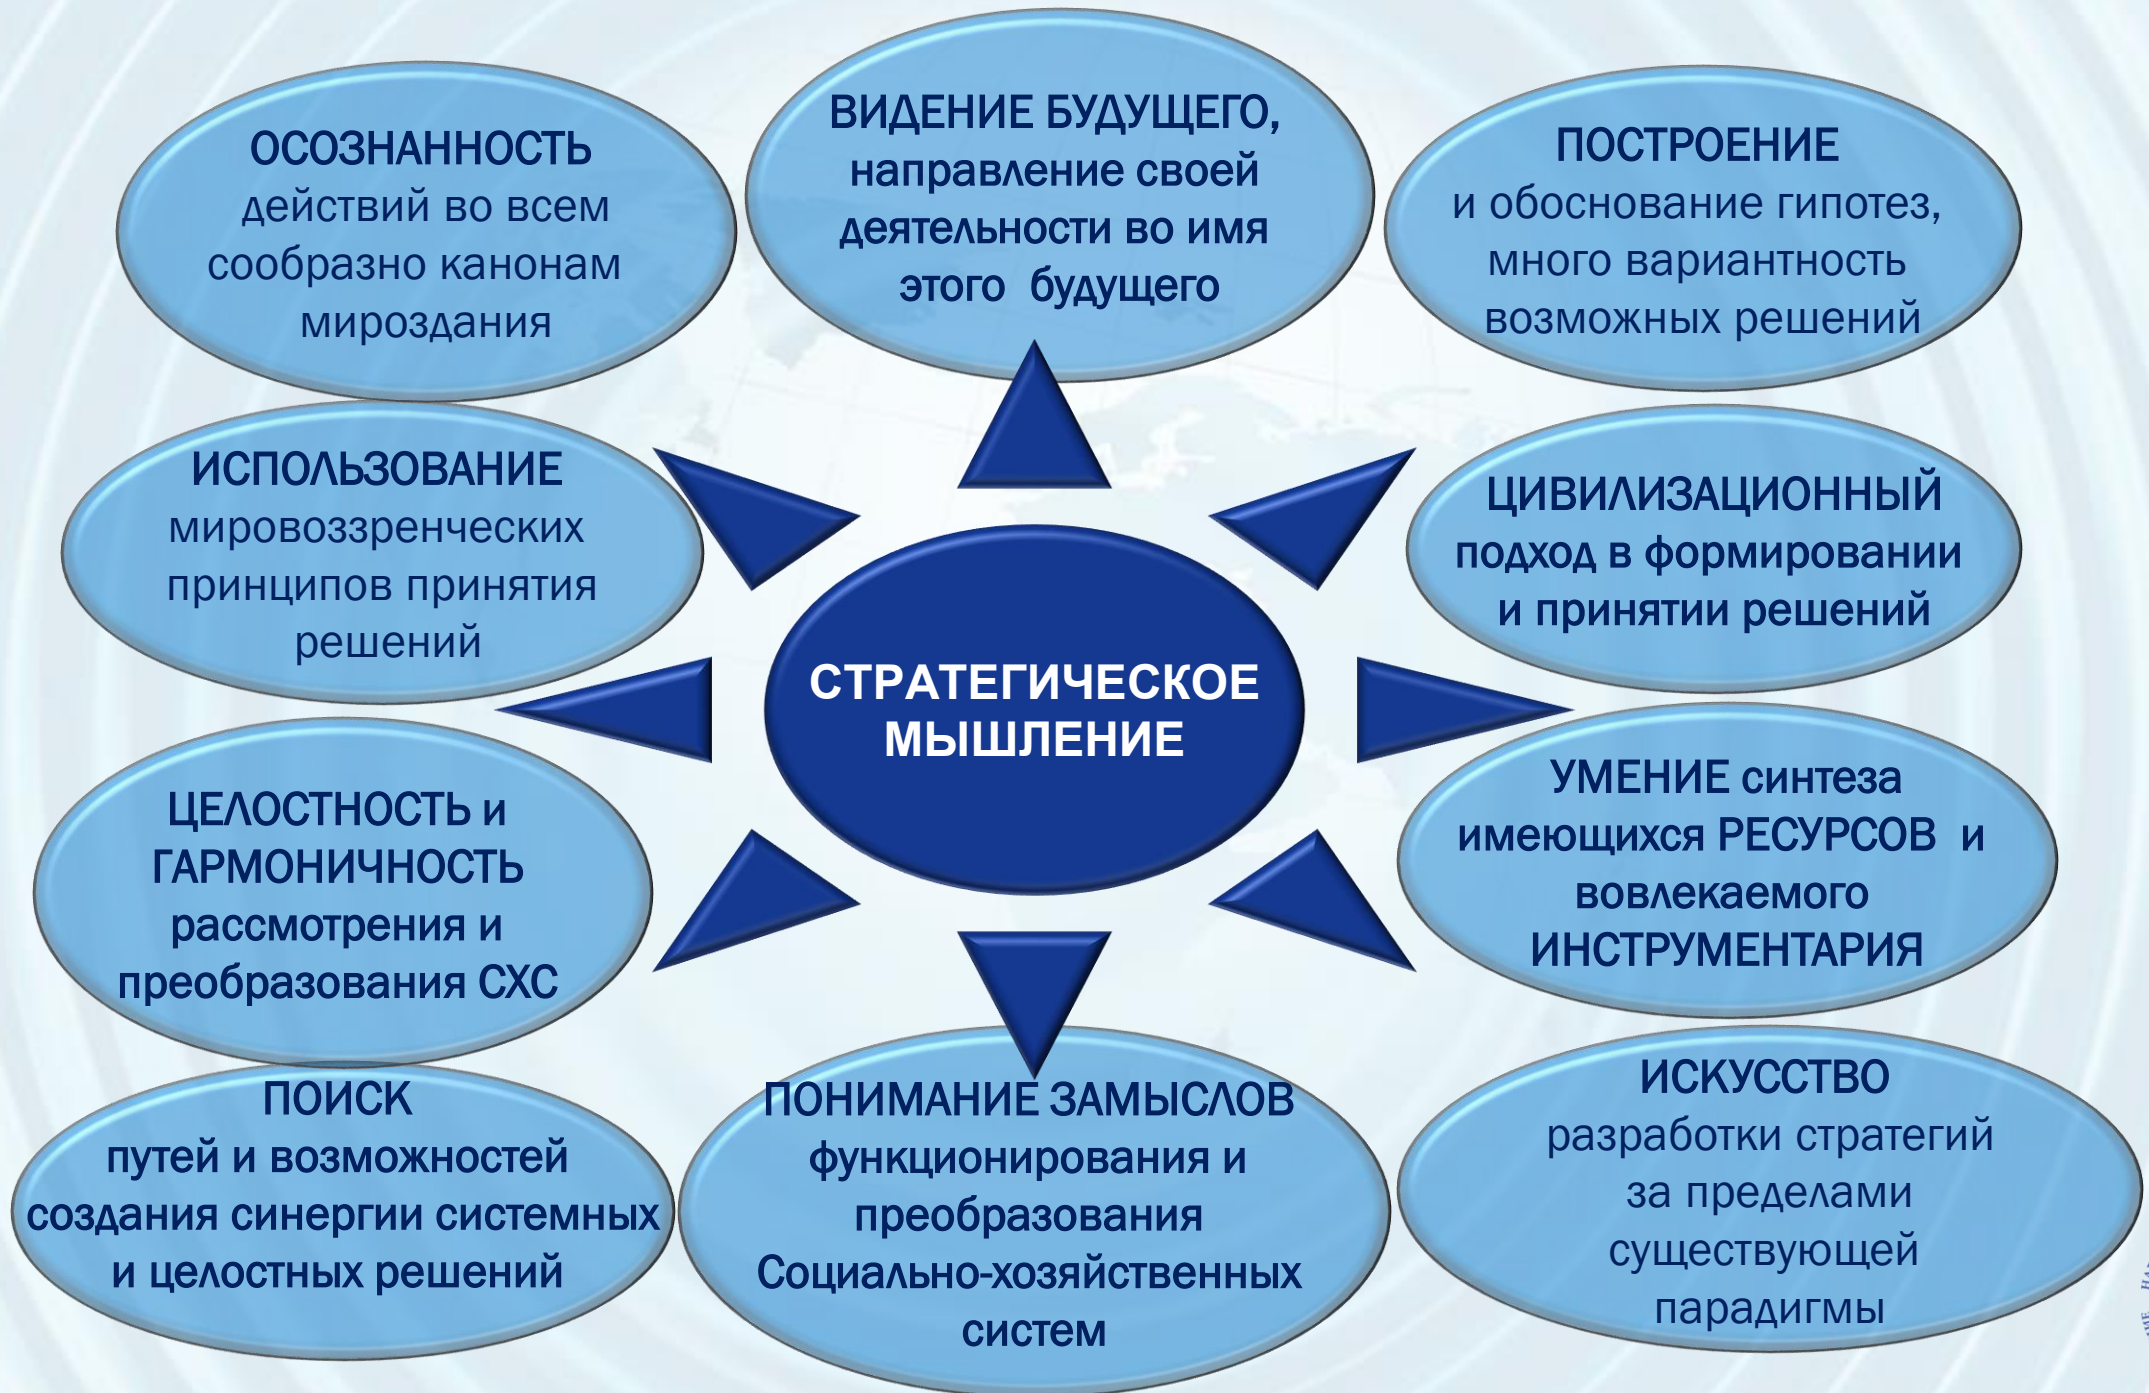 ОСОЗНАННОСТЬ
действий во всем
сообразно канонам
мироздания
ВИДЕНИЕ БУДУЩЕГО,
направление своей
деятельности во имя
этого будущего
ПОСТРОЕНИЕ
и обоснование гипотез,
много вариантность
возможных решений
ИСПОЛЬЗОВАНИЕ
мировоззренческих
принципов принятия
решений
ЦИВИЛИЗАЦИОННЫЙ
подход в формировании
и принятии решений
СТРАТЕГИЧЕСКОЕ
МЫШЛЕНИЕ
ЦЕЛОСТНОСТЬ и
ГАРМОНИЧНОСТЬ
рассмотрения и
преобразования СХС
УМЕНИЕ синтеза
имеющихся РЕСУРСОВ и
вовлекаемого
ИНСТРУМЕНТАРИЯ
ПОИСК
путей и возможностей
создания синергии системных
и целостных решений
ПОНИМАНИЕ ЗАМЫСЛОВ
функционирования и
преобразования
Социально-хозяйственных
систем
ИСКУССТВО
разработки стратегий
за пределами
существующей
парадигмы